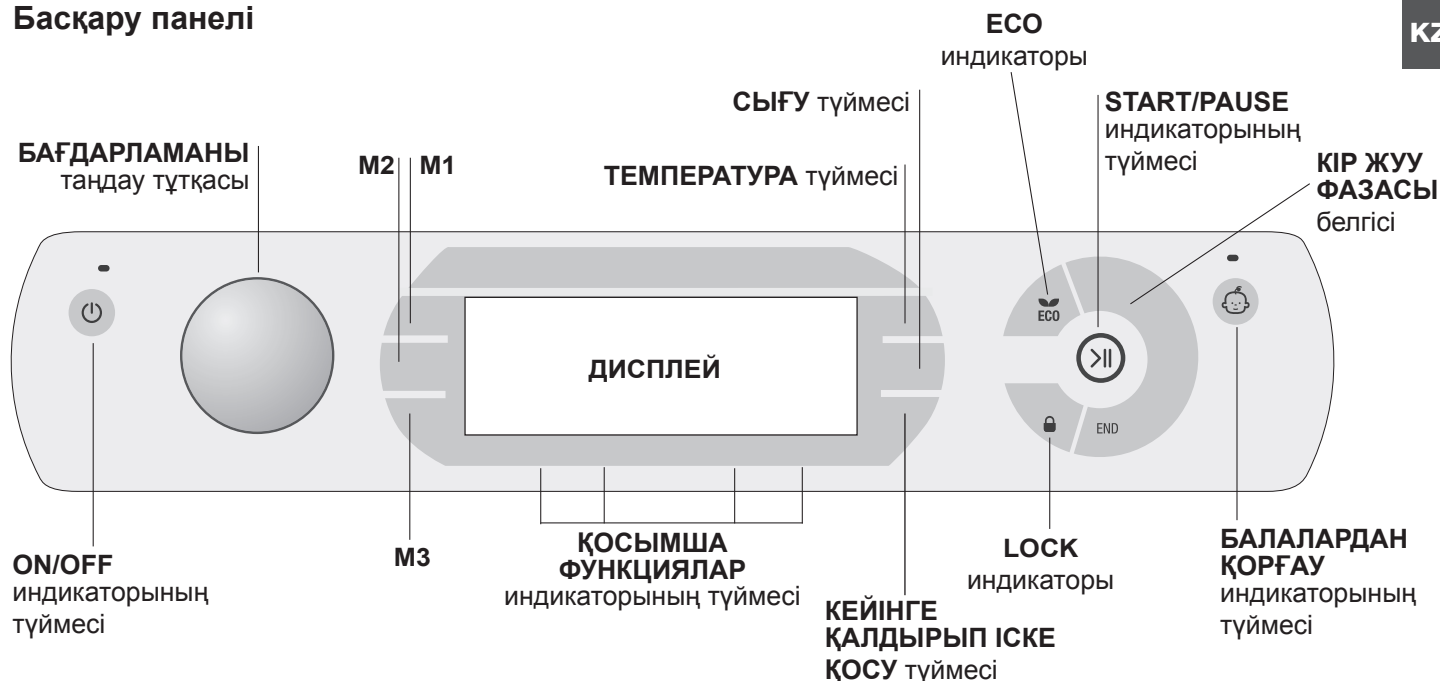 Басқару панелі
KZ
ECO
индикаторы
СЫҒУ түймесі
START/PAUSE
индикаторының
түймесі
БАҒДАРЛАМАНЫ
таңдау тұтқасы
M2
M1
ТЕМПЕРАТУРА түймесі
КІР ЖУУ
ФАЗАСЫ
белгісі
ECO
ДИСПЛЕЙ
END
ON/OFF
индикаторының
түймесі
M3
ҚОСЫМША
ФУНКЦИЯЛАР
индикаторының түймесі
КЕЙІНГЕ
ҚАЛДЫРЫП ІСКЕ
ҚОСУ түймесі
LOCK
индикаторы
БАЛАЛАРДАН
ҚОРҒАУ
индикаторының
түймесі